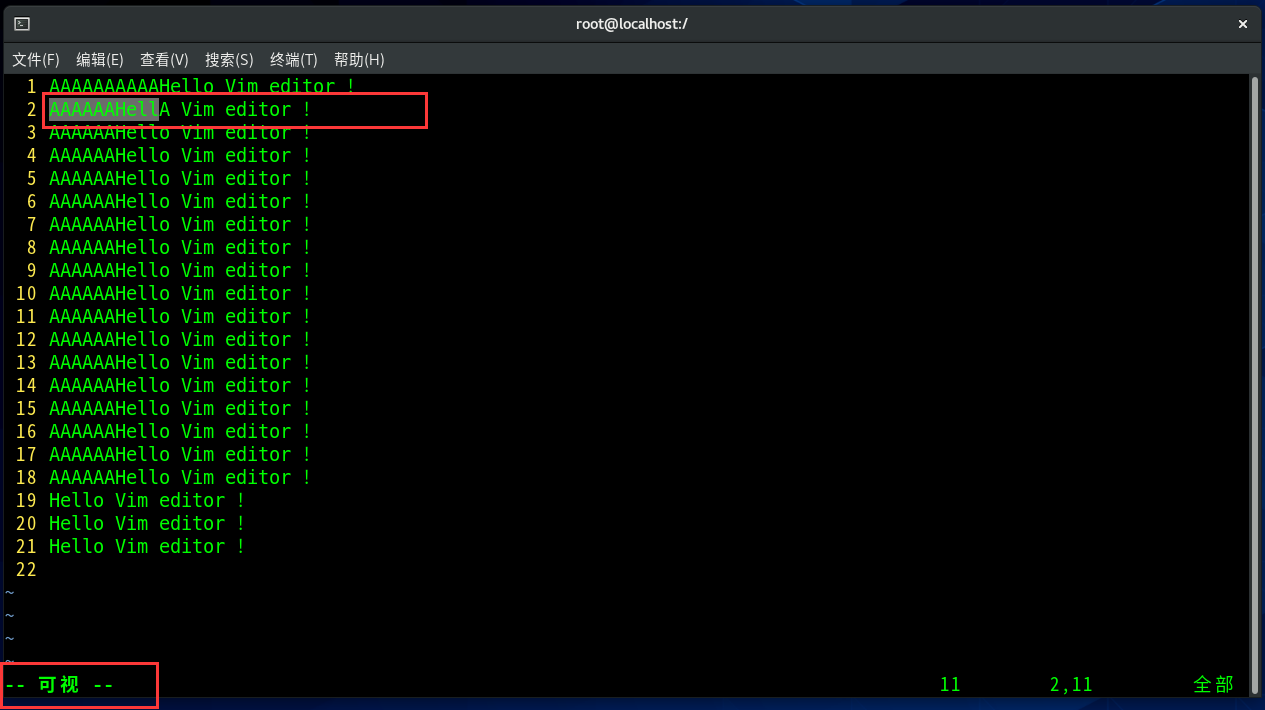 root@localhost:/
文件(F) 编辑(E) 查看(V) 搜索(S) 终端(T) 帮助(H)
1 AAAAAAAAAAHello Vim editor !
2 AAAAAAHellA Vim editor !
3 AAAAAAHello Vim editor !
4 AAAAAAHello Vim editor !
5 AAAAAAHello Vim editor !
6 AAAAAAHello Vim editor !
7 AAAAAAHello Vim editor !
8 AAAAAAHello Vim editor !
9 AAAAAAHello Vim editor !
10 AAAAAAHello Vim editor !
11 AAAAAAHello Vim editor !
12 AAAAAAHello Vim editor !
13 AAAAAAHello Vim editor !
14 AAAAAAHello Vim editor !
15 AAAAAAHello Vim editor !
16 AAAAAAHello Vim editor !
17 AAAAAAHello Vim editor !
18 AAAAAAHello Vim editor !
19 Hello Vim editor !
20 Hello Vim editor !
21 Hello Vim editor !
22
~
~
~
~
-- 可视 -- 11 2,11 全部